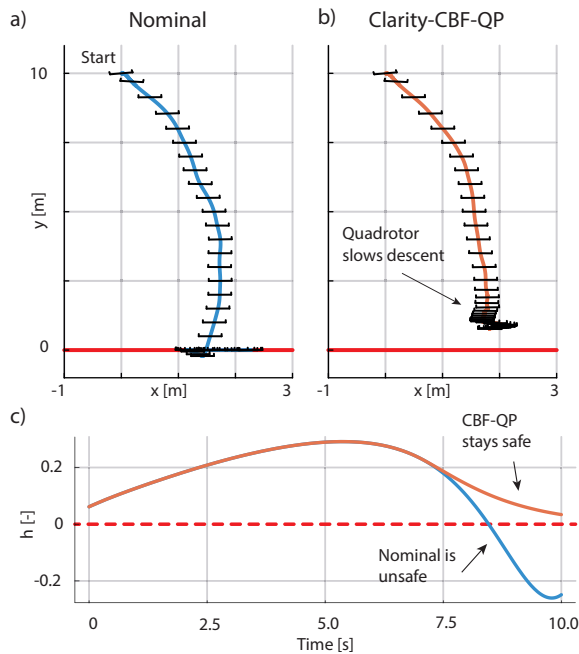 a)
Nominal
Start
10
y [m]
0
-1
x [m]
3
b)
Clarity-CBF-QP
Quadrotor
slows descent
-1
x [m]
3
c)
CBF-QP
stays safe
0.2
h [-]
0
-0.2
Nominal is
unsafe
0
2.5
5.0
7.5
10.0
Time [s]